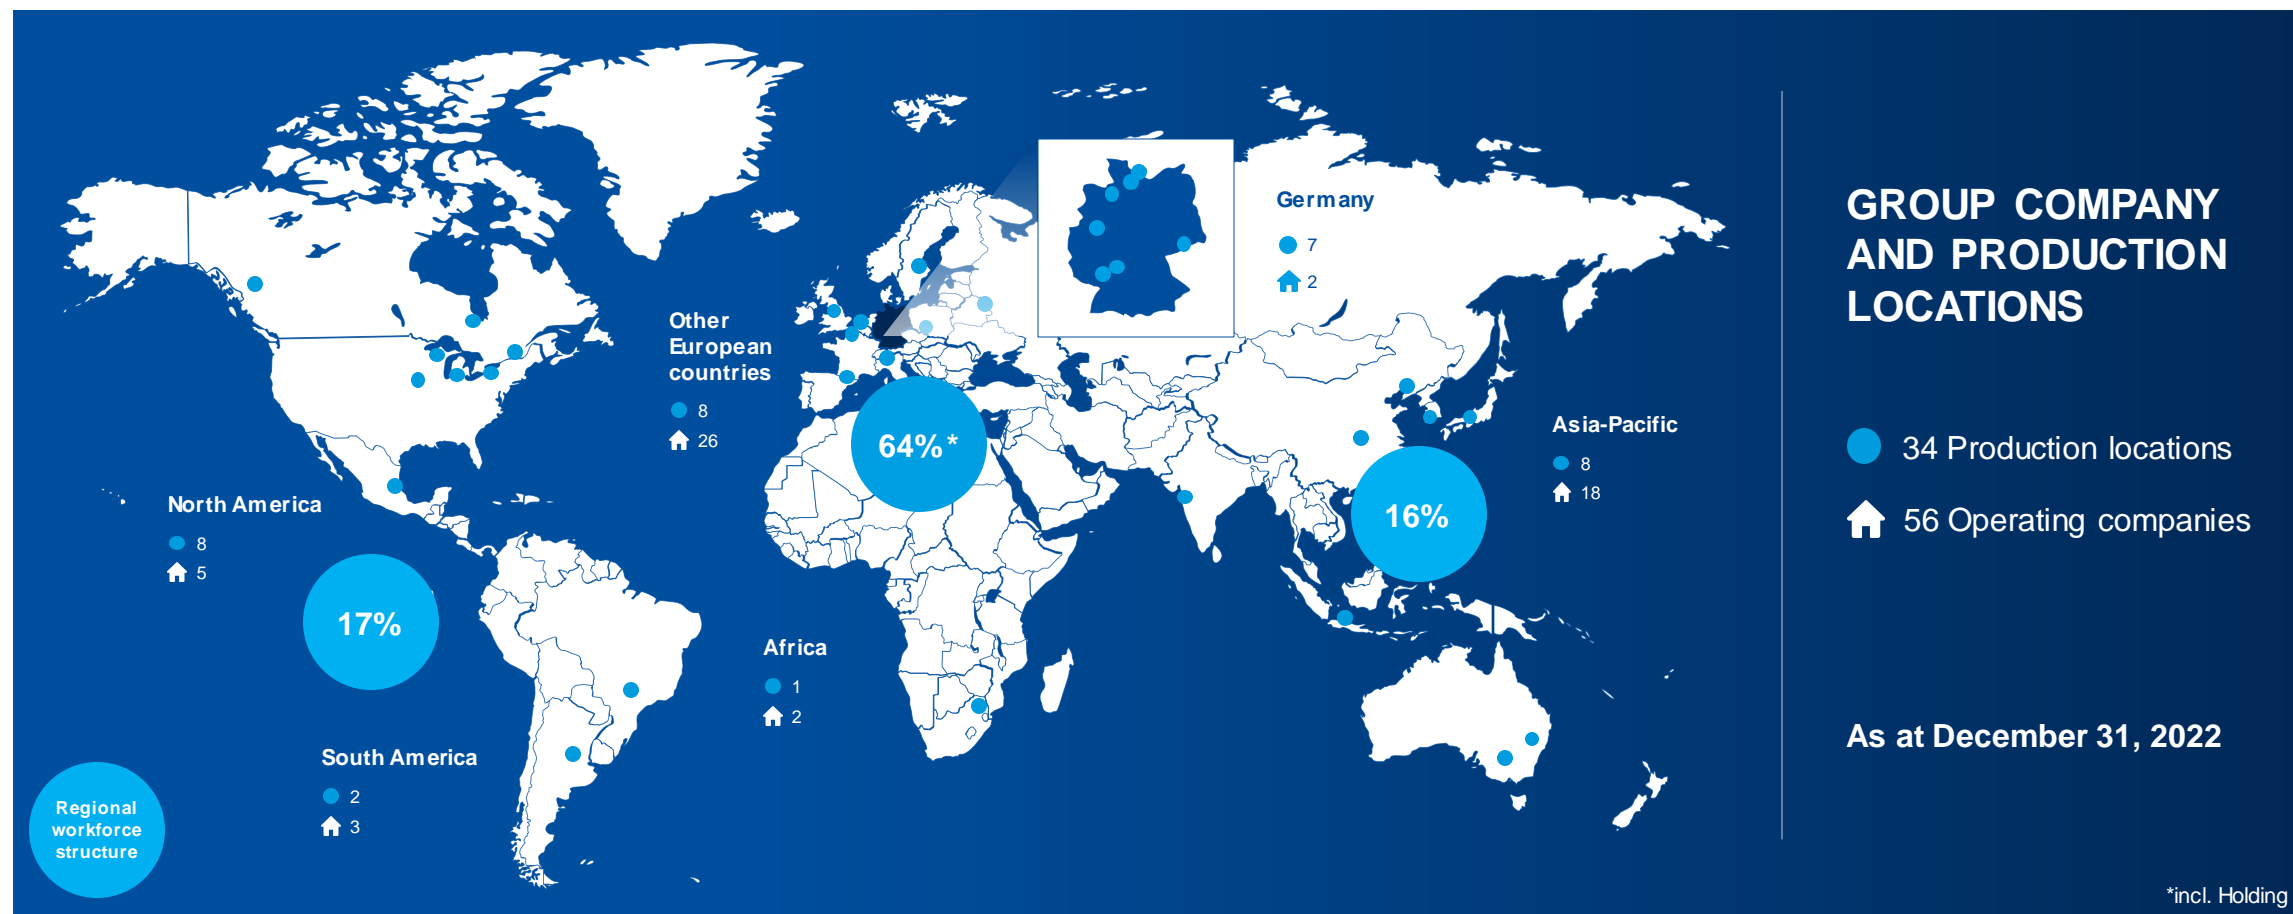 Germany
7
2
Other
European
countries
8
26
64%*
Asia-Pacific
8
18
16%
North America
8
5
17%
Africa
1
2
South America
2
3
Regional
workforce
structure
GROUP COMPANY
AND PRODUCTION
LOCATIONS
34 Production locations
56 Operating companies
As at December 31, 2022
*incl. Holding